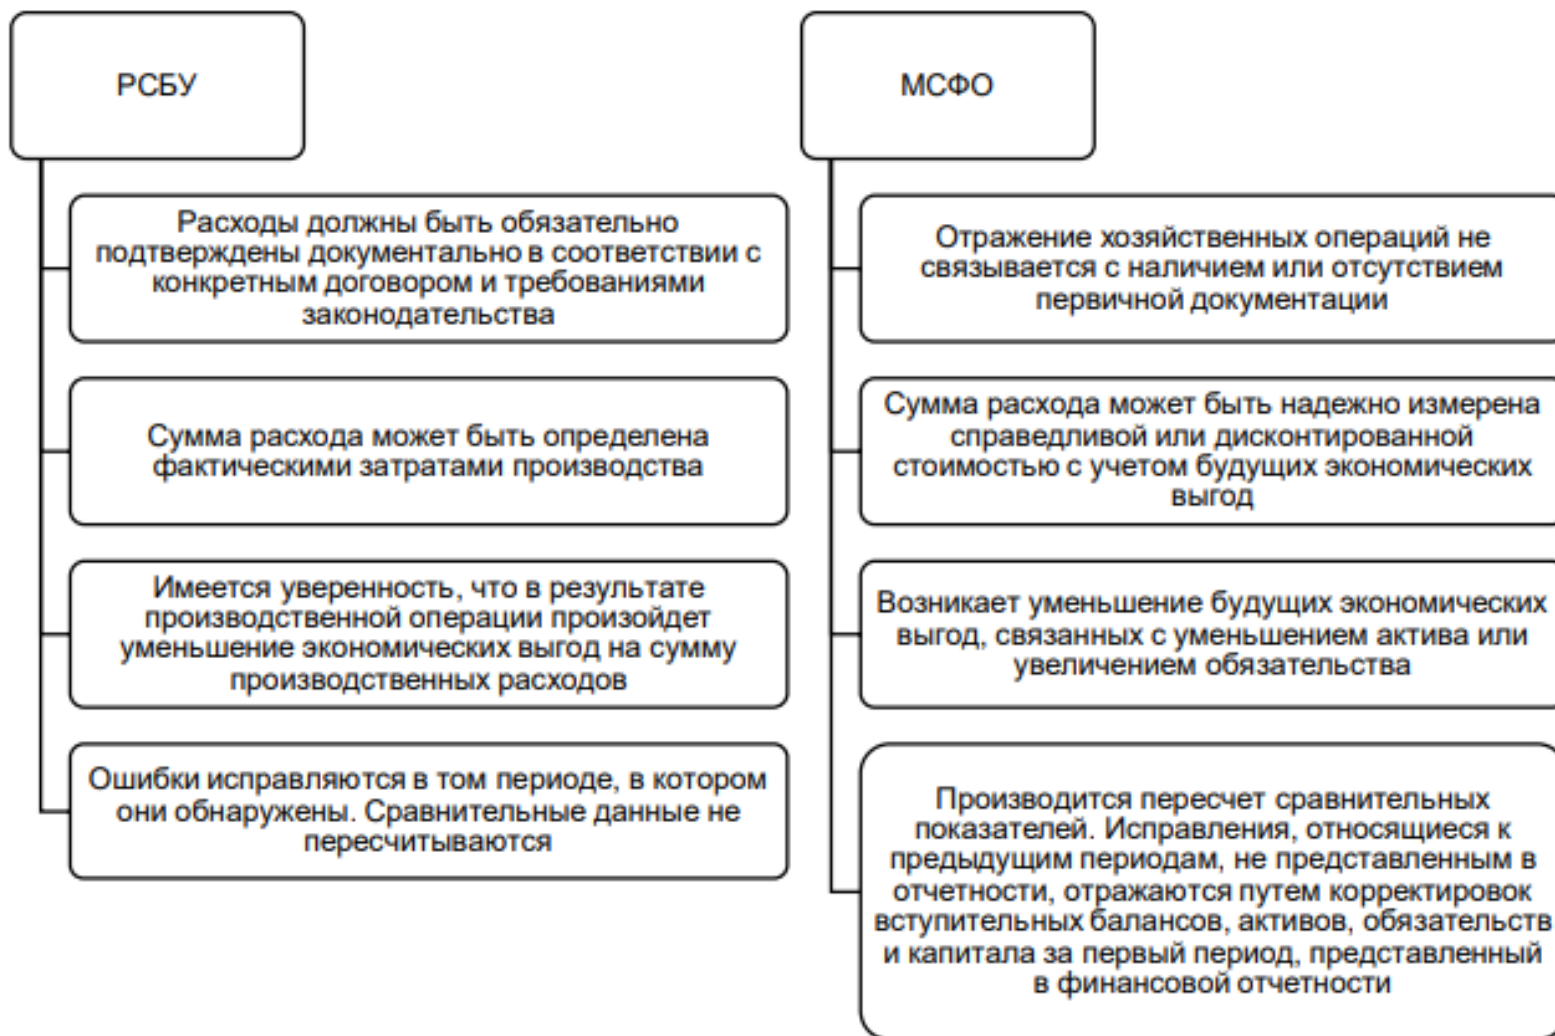 РСБУ
Расходы должны быть обязательно
подтверждены документально в соответствии с
конкретным договором и требованиями
законодательства
Сумма расхода может быть определена
фактическими затратами производства
Имеется уверенность, что в результате
производственной операции произойдет
уменьшение экономических выгод на сумму
производственных расходов
Ошибки исправляются в том периоде, в котором
они обнаружены. Сравнительные данные не
пересчитываются
МСФО
Отражение хозяйственных операций не
связывается с наличием или отсутствием
первичной документации
Сумма расхода может быть надежно измерена
справедливой или дисконтированной
стоимостью с учетом будущих экономических
выгод
Возникает уменьшение будущих экономических
выгод, связанных с уменьшением актива или
увеличением обязательства
Производится пересчет сравнительных
показателей. Исправления, относящиеся к
предыдущим периодам, не представленным в
отчетности, отражаются путем корректировок
вступительных балансов, активов, обязательств
и капитала за первый период, представленный
в финансовой отчетности